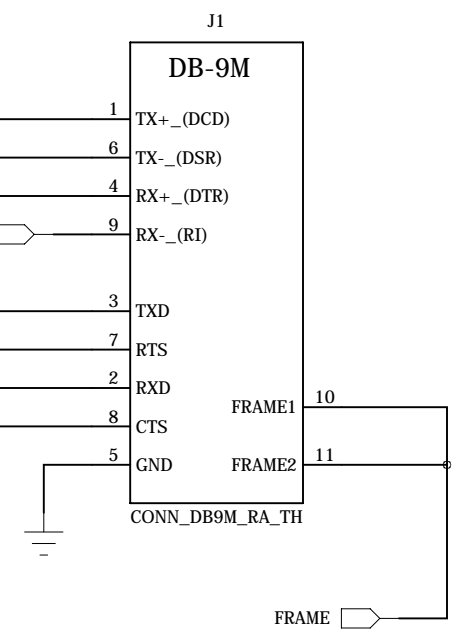 J1
DB-9M
1 TX+_(DCD)
6 TX-_(DSR)
4 RX+_(DTR)
9 RX-_(RI)
3 TXD
7 RTS
2 RXD
FRAME1 10
8 CTS
5 GND FRAME2 11
CONN_DB9M_RA_TH
FRAME